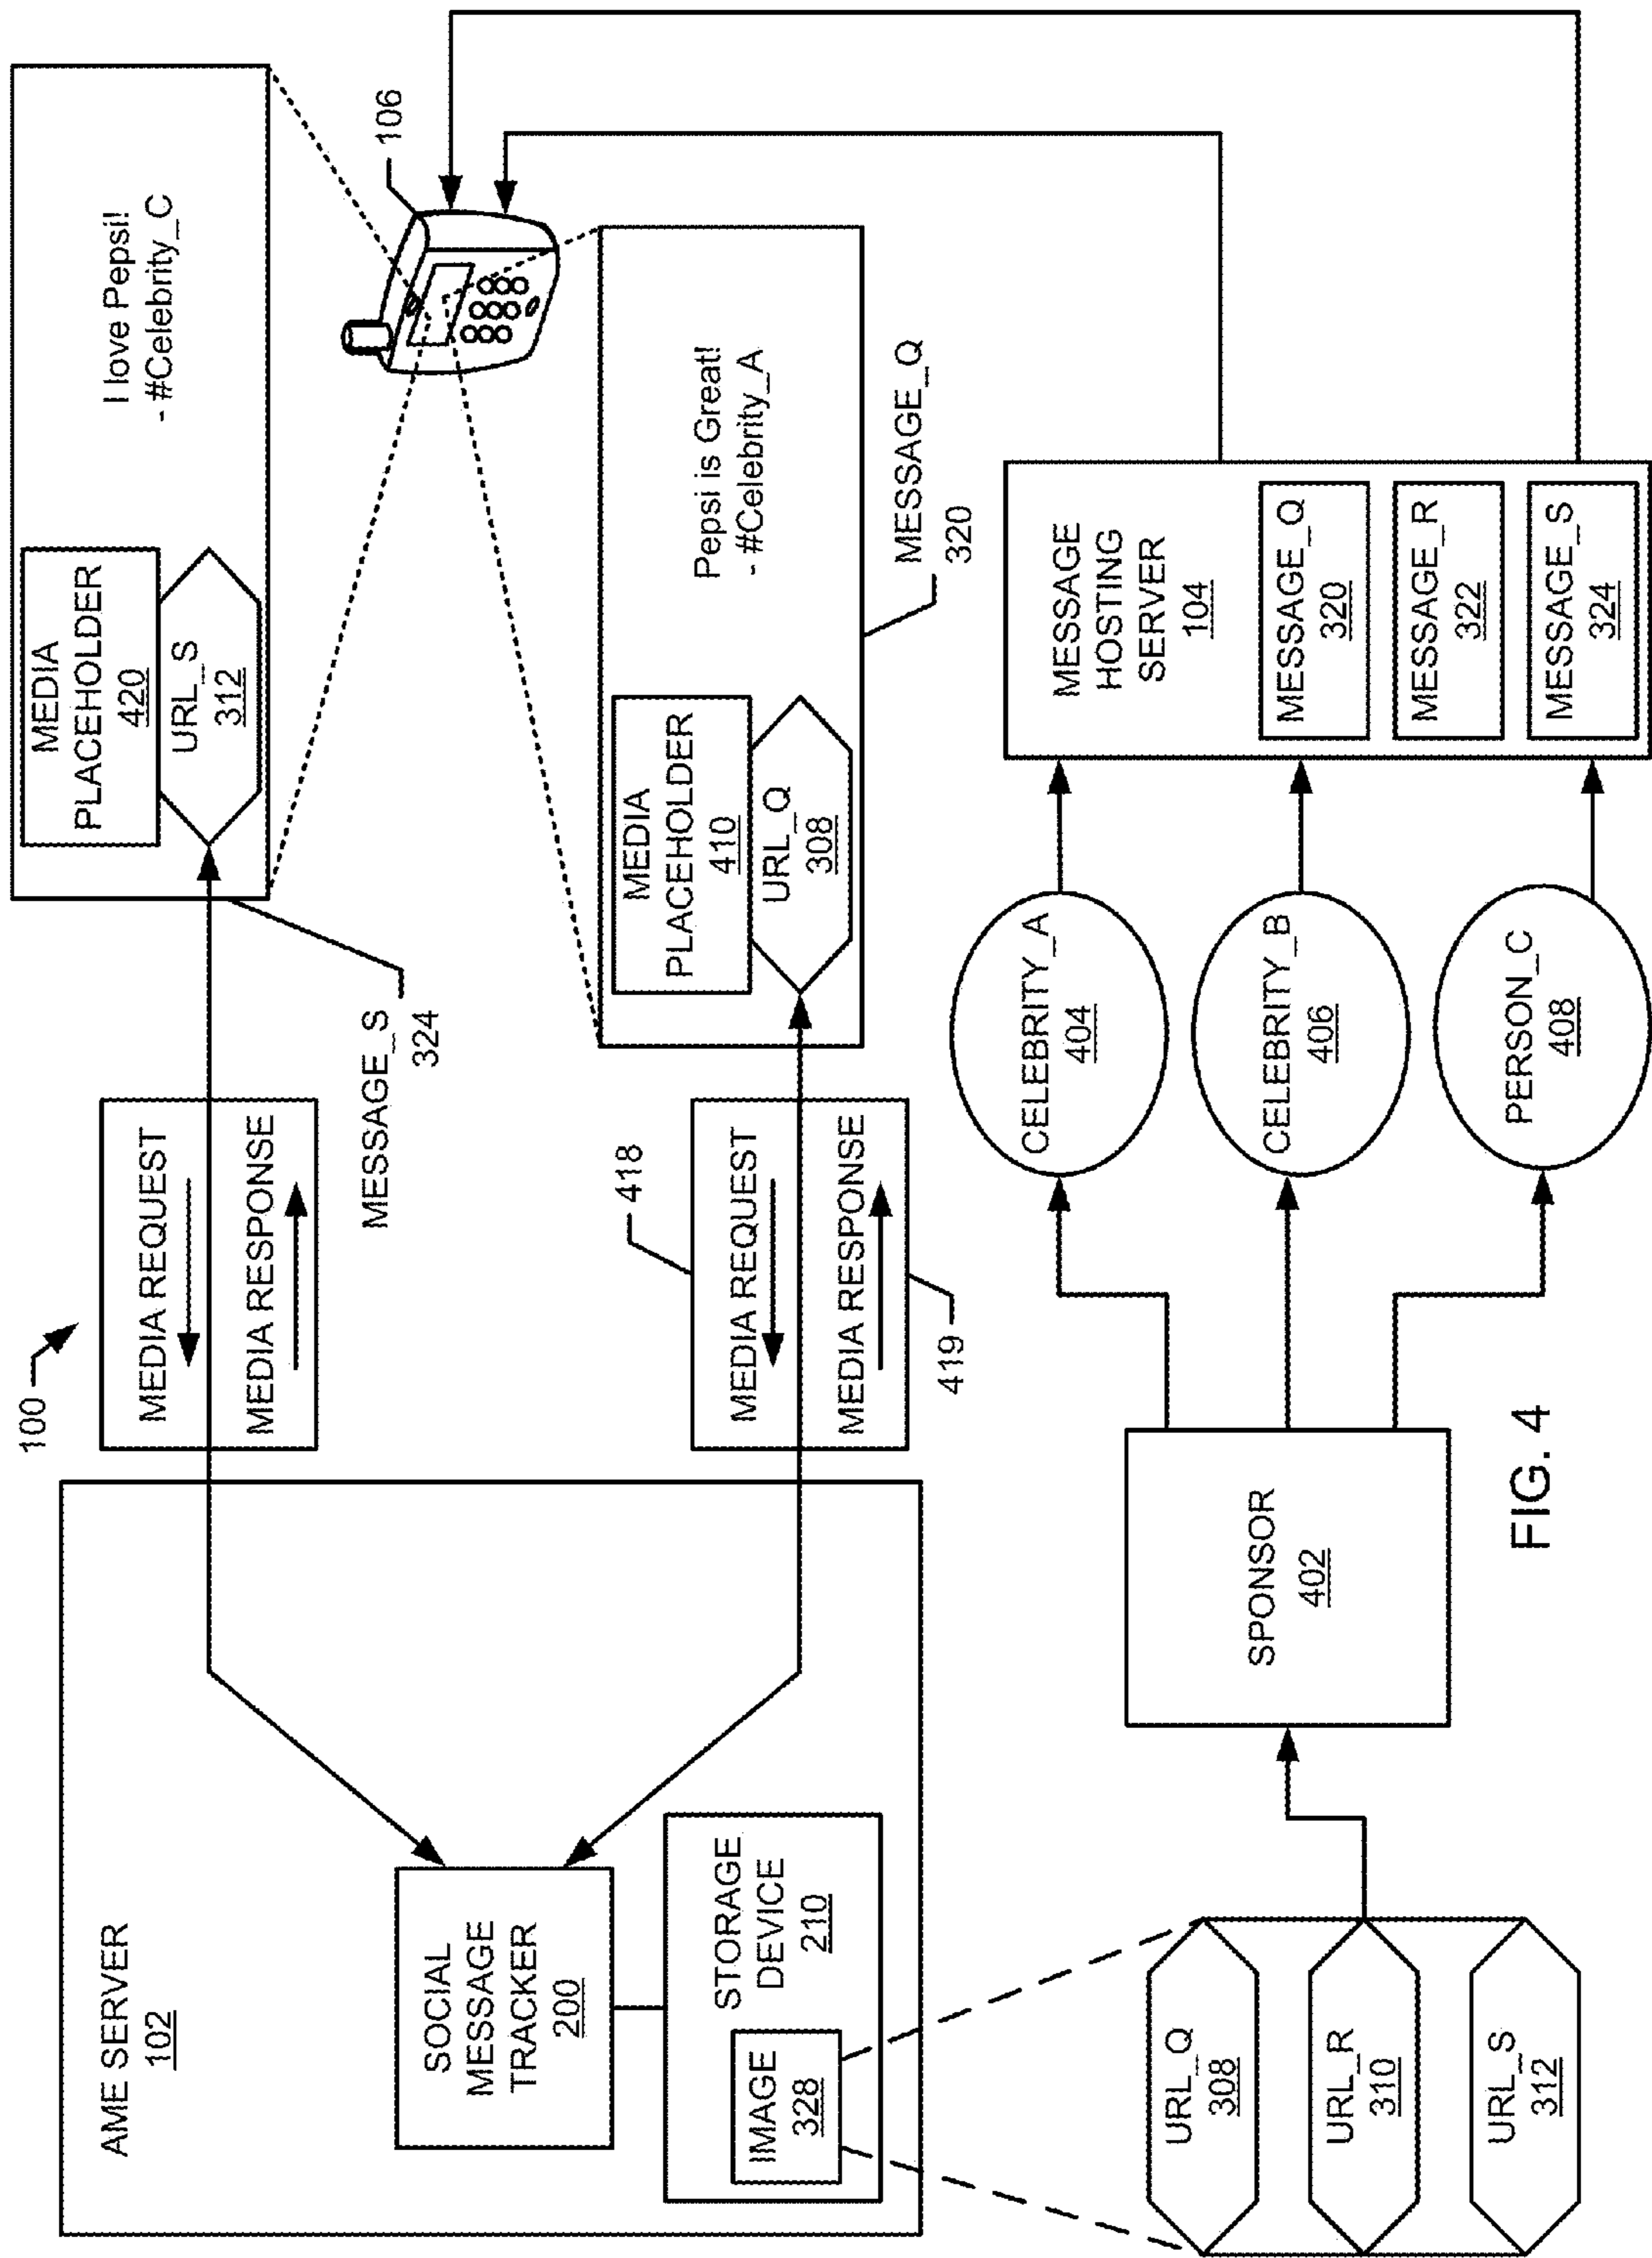 100
AME SERVER
102
SOCIAL
MESSAGE
TRACKER
200
STORAGE
DEVICE
210
IMAGE
328
MEDIA REQUEST
MEDIA RESPONSE
MESSAGE_S
324
MEDIA
PLACEHOLDER
420
URL_S
312
I love Pepsi!
- #Celebrity_C
106
418
MEDIA REQUEST
MEDIA RESPONSE
419
MEDIA
PLACEHOLDER
410
URL_Q
308
Pepsi is Great!
- #Celebrity_A
MESSAGE_Q
320
URL_Q
308
URL_R
310
URL_S
312
SPONSOR
402
CELEBRITY_A
404
CELEBRITY_B
406
PERSON_C
408
MESSAGE
HOSTING
SERVER
104
MESSAGE_Q
320
MESSAGE_R
322
MESSAGE_S
324
FIG. 4